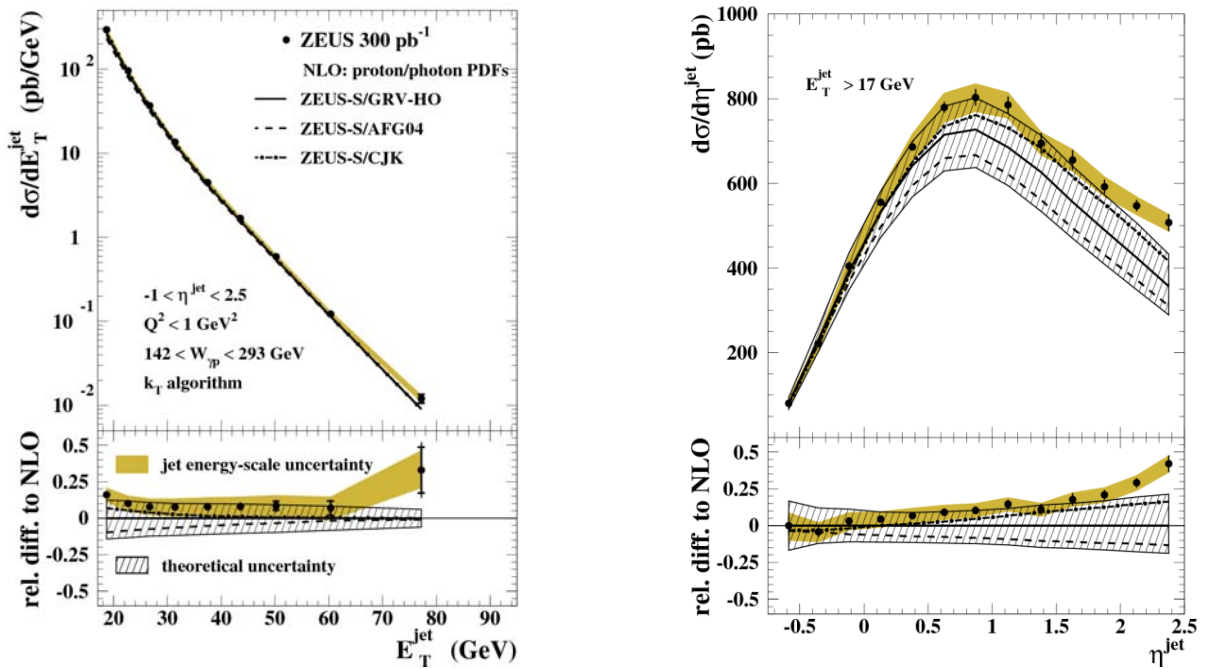 dσ/dE_T^jet (pb/GeV)
10^2
10
1
10^-1
10^-2
ZEUS 300 pb^-1
NLO: proton/photon PDFs
ZEUS-S/GRV-HO
ZEUS-S/AFG04
ZEUS-S/CJK
-1 < η^jet < 2.5
Q^2 < 1 GeV^2
142 < W_γp < 293 GeV
k_T algorithm
rel. diff. to NLO
0.5
0.25
0
-0.25
-0.5
jet energy-scale uncertainty
theoretical uncertainty
20 30 40 50 60 70 80 90
E_T^jet (GeV)
dσ/dη^jet (pb)
1000
800
600
400
200
E_T^jet > 17 GeV
rel. diff. to NLO
0.5
0.25
0
-0.25
-0.5
-0.5 0 0.5 1 1.5 2 2.5
η^jet